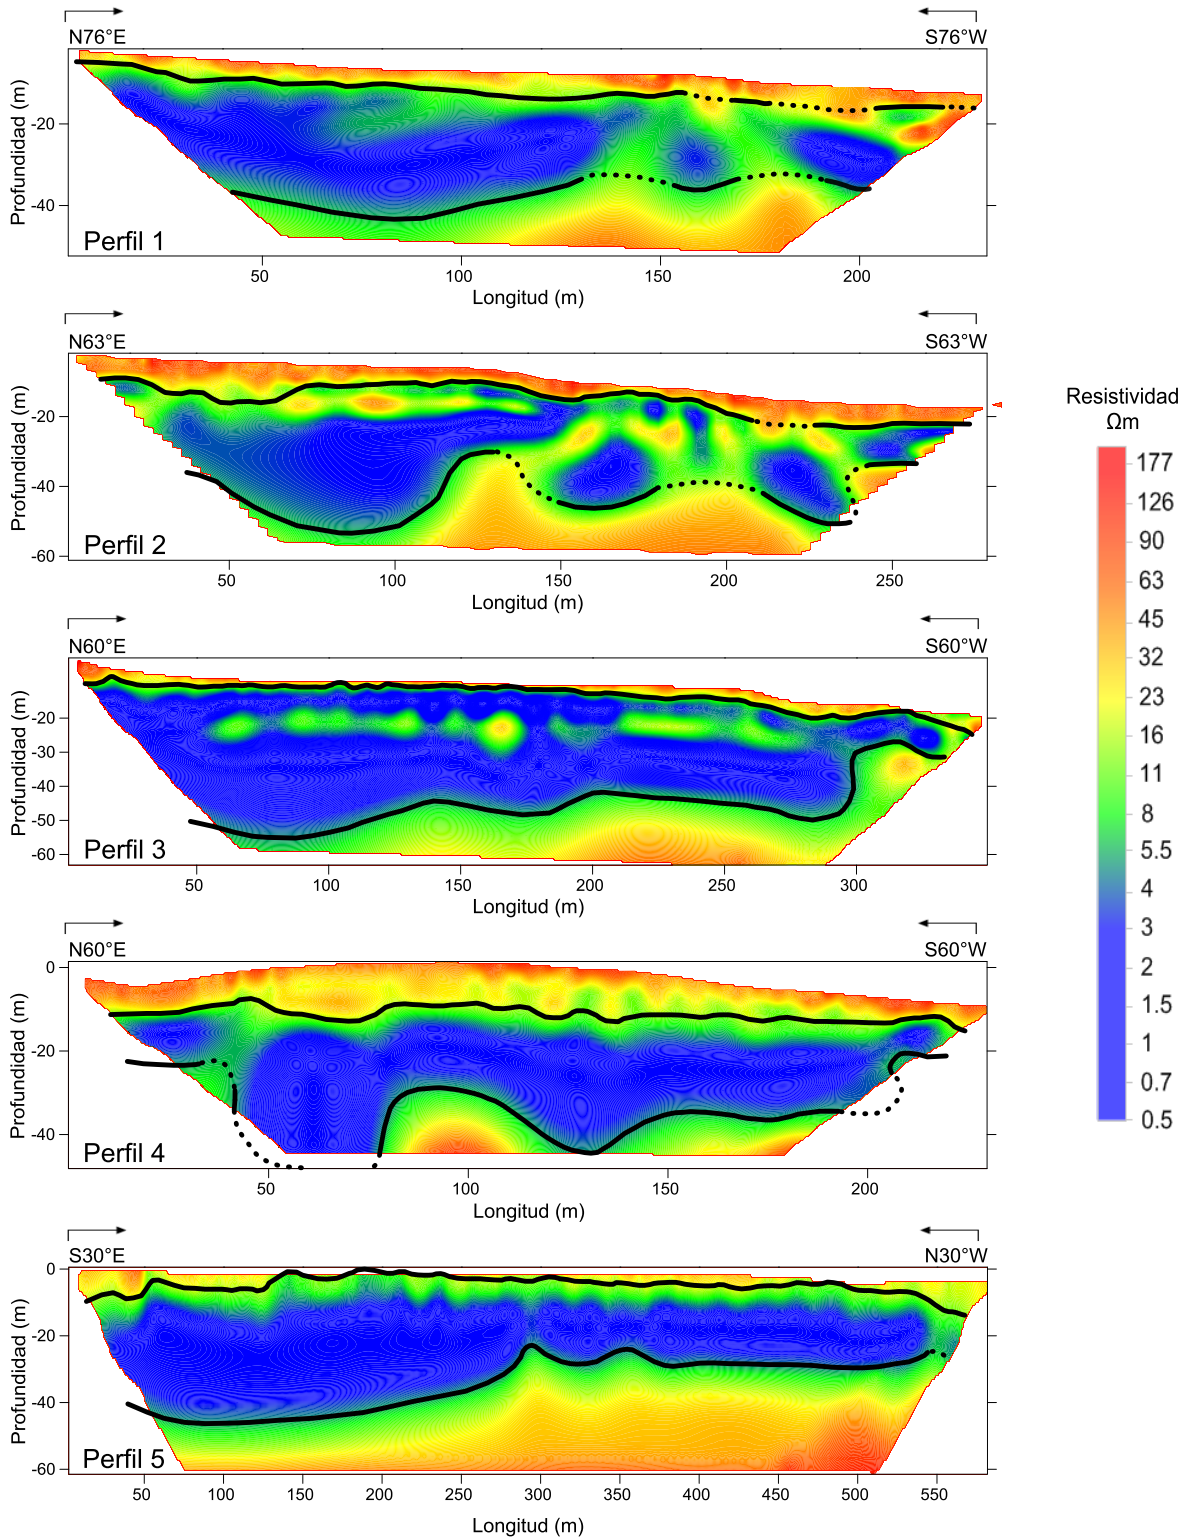 N76°E S76°W
Profundidad (m)
-20
-40
Perfil 1
50 100 150 200
Longitud (m)
N63°E S63°W
Profundidad (m)
-20
-40
-60
Perfil 2
50 100 150 200 250
Longitud (m)
N60°E S60°W
Profundidad (m)
-20
-30
-40
-50
-60
Perfil 3
50 100 150 200 250 300
Longitud (m)
N60°E S60°W
Profundidad (m)
0
-20
-40
Perfil 4
50 100 150 200
Longitud (m)
S30°E N30°W
Profundidad (m)
0
-20
-40
-60
Perfil 5
50 100 150 200 250 300 350 400 450 500 550
Longitud (m)
Resistividad
Ωm
177
126
90
63
45
32
23
16
11
8
5.5
4
3
2
1.5
1
0.7
0.5